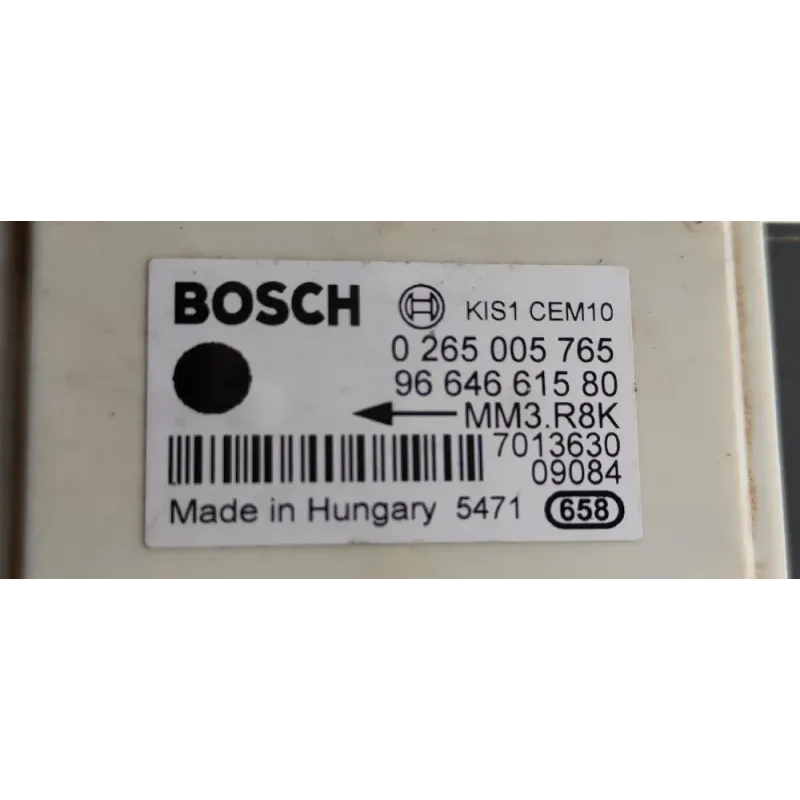 BOSCH KIS1 CEM10
0 265 005 765
96 646 615 80
MM3.R8K
7013630
09084
Made in Hungary 5471 658